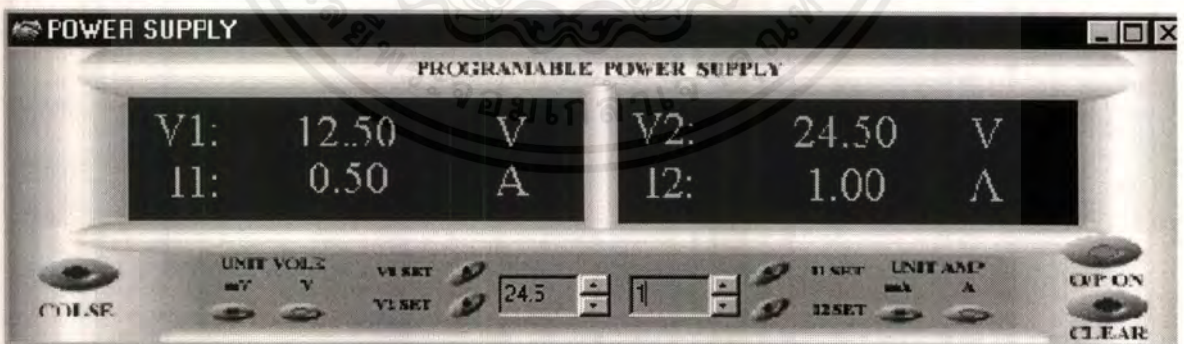 POWER SUPPLY
PROGRAMABLE POWER SUPPLY
V1: 12.50 V
I1: 0.50 A
V2: 24.50 V
I2: 1.00 A
UNIT VOLE
mV V
V1 SET
V2 SET
24.5
1
I1 SET
I2 SET
UNIT AMP
mA A
COLSE
O/P ON
CLEAR